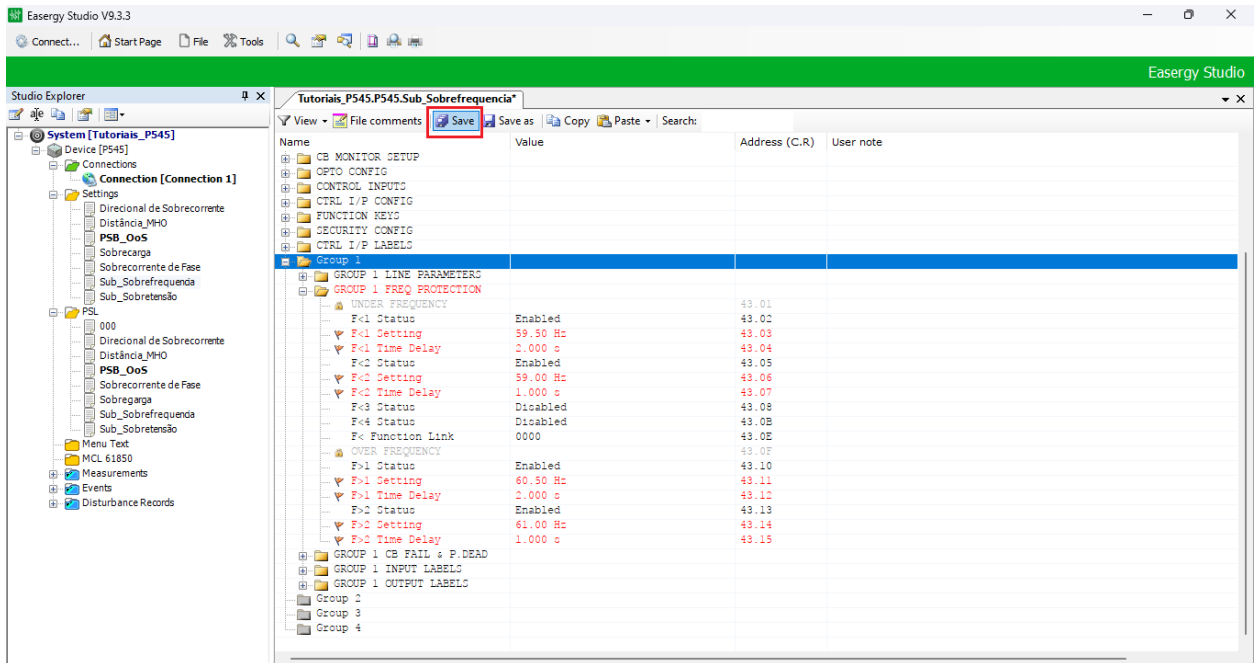 Easergy Studio V9.3.3
Connect... Start Page File Tools
Easergy Studio
Studio Explorer
System [Tutoriais_P545]
Device [P545]
Connections
Connection [Connection 1]
Settings
Direcional de Sobrecorrente
Distância_MHO
PSB_OoS
Sobrecarga
Sobrecorrente de Fase
Sub_Sobrefrequencia
Sub_Sobretensão
PSL
000
Direcional de Sobrecorrente
Distância_MHO
PSB_OoS
Sobrecorrente de Fase
Sobregarga
Sub_Sobrefrequencia
Sub_Sobretensão
Menu Text
MCL 61850
Measurements
Events
Disturbance Records
Tutoriais_P545.P545.Sub_Sobrefrequencia*
View File comments Save Save as Copy Paste Search:
Name Value Address (C.R) User note
CB MONITOR SETUP
OPTO CONFIG
CONTROL INPUTS
CTRL I/P CONFIG
FUNCTION KEYS
SECURITY CONFIG
CTRL I/P LABELS
Group 1
GROUP 1 LINE PARAMETERS
GROUP 1 FREQ PROTECTION
UNDER FREQUENCY 43.01
F<1 Status Enabled 43.02
F<1 Setting 59.50 Hz 43.03
F<1 Time Delay 2.000 s 43.04
F<2 Status Enabled 43.05
F<2 Setting 59.00 Hz 43.06
F<2 Time Delay 1.000 s 43.07
F<3 Status Disabled 43.08
F<4 Status Disabled 43.0B
F< Function Link 0000 43.0E
OVER FREQUENCY 43.0F
F>1 Status Enabled 43.10
F>1 Setting 60.50 Hz 43.11
F>1 Time Delay 2.000 s 43.12
F>2 Status Enabled 43.13
F>2 Setting 61.00 Hz 43.14
F>2 Time Delay 1.000 s 43.15
GROUP 1 CB FAIL & P.DEAD
GROUP 1 INPUT LABELS
GROUP 1 OUTPUT LABELS
Group 2
Group 3
Group 4